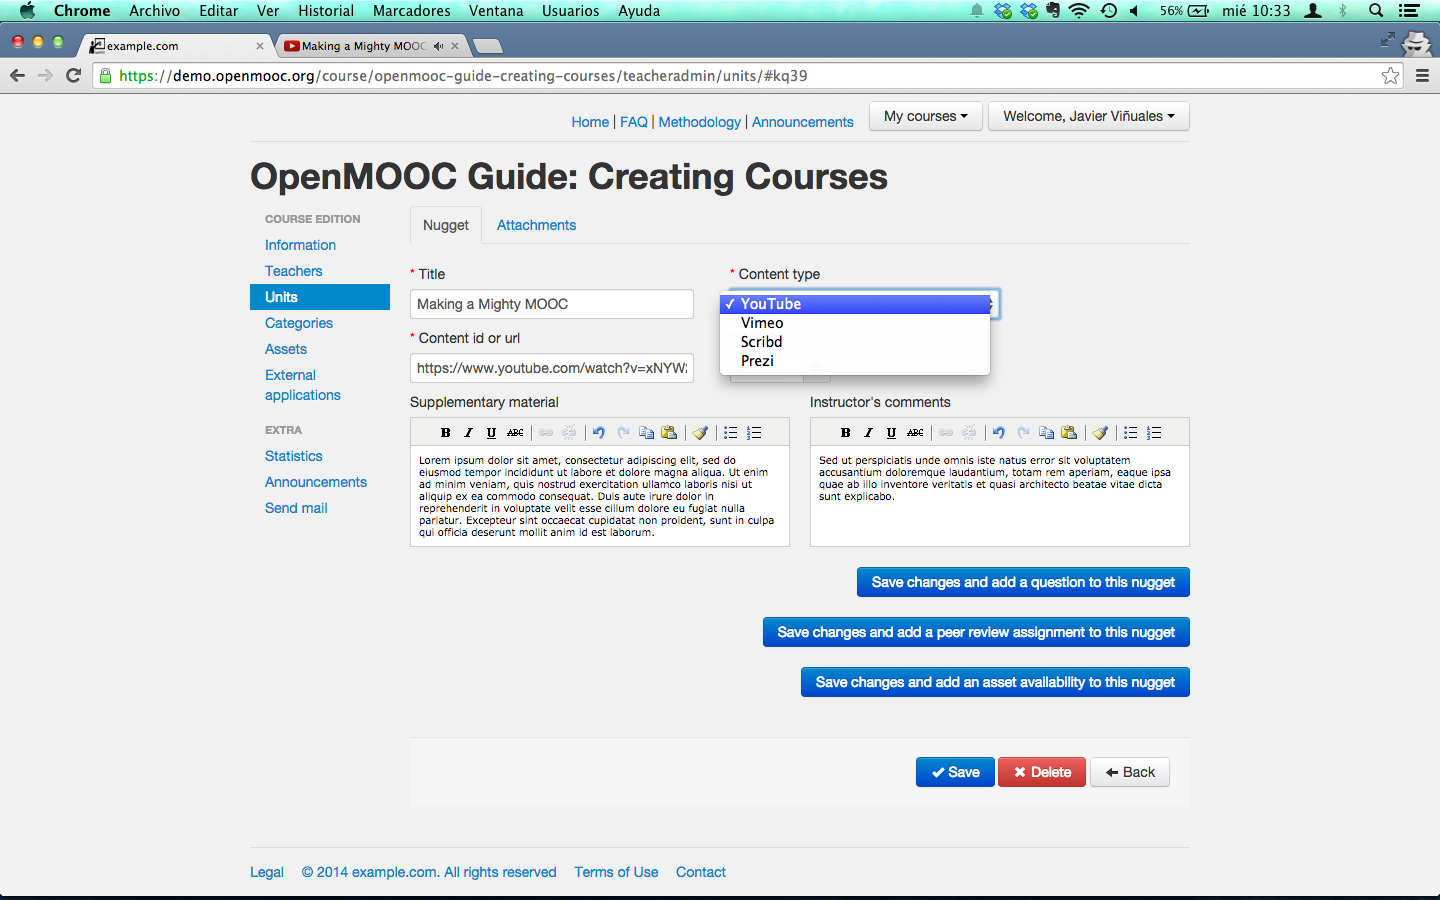 Chrome Archivo Editar Ver Historial Marcadores Ventana Usuarios Ayuda 56% mié 10:33
example.com Making a Mighty MOOC
https://demo.openmooc.org/course/openmooc-guide-creating-courses/teacheradmin/units/#kq39
Home | FAQ | Methodology | Announcements My courses Welcome, Javier Viñuales
OpenMOOC Guide: Creating Courses
COURSE EDITION
Information
Teachers
Units
Categories
Assets
External
applications
EXTRA
Statistics
Announcements
Send mail
Nugget Attachments
* Title
Making a Mighty MOOC
* Content type
YouTube
Vimeo
Scribd
Prezi
* Content id or url
https://www.youtube.com/watch?v=xNYW
Supplementary material
B I U ABC
Lorem ipsum dolor sit amet, consectetur adipiscing elit, sed do
eiusmod tempor incididunt ut labore et dolore magna aliqua. Ut enim
ad minim veniam, quis nostrud exercitation ullamco laboris nisi ut
aliquip ex ea commodo consequat. Duis aute irure dolor in
reprehenderit in voluptate velit esse cillum dolore eu fugiat nulla
pariatur. Excepteur sint occaecat cupidatat non proident, sunt in culpa
qui officia deserunt mollit anim id est laborum.
Instructor's comments
B I U ABC
Sed ut perspiciatis unde omnis iste natus error sit voluptatem
accusantium doloremque laudantium, totam rem aperiam, eaque ipsa
quae ab illo inventore veritatis et quasi architecto beatae vitae dicta
sunt explicabo.
Save changes and add a question to this nugget
Save changes and add a peer review assignment to this nugget
Save changes and add an asset availability to this nugget
Save Delete Back
Legal © 2014 example.com. All rights reserved Terms of Use Contact